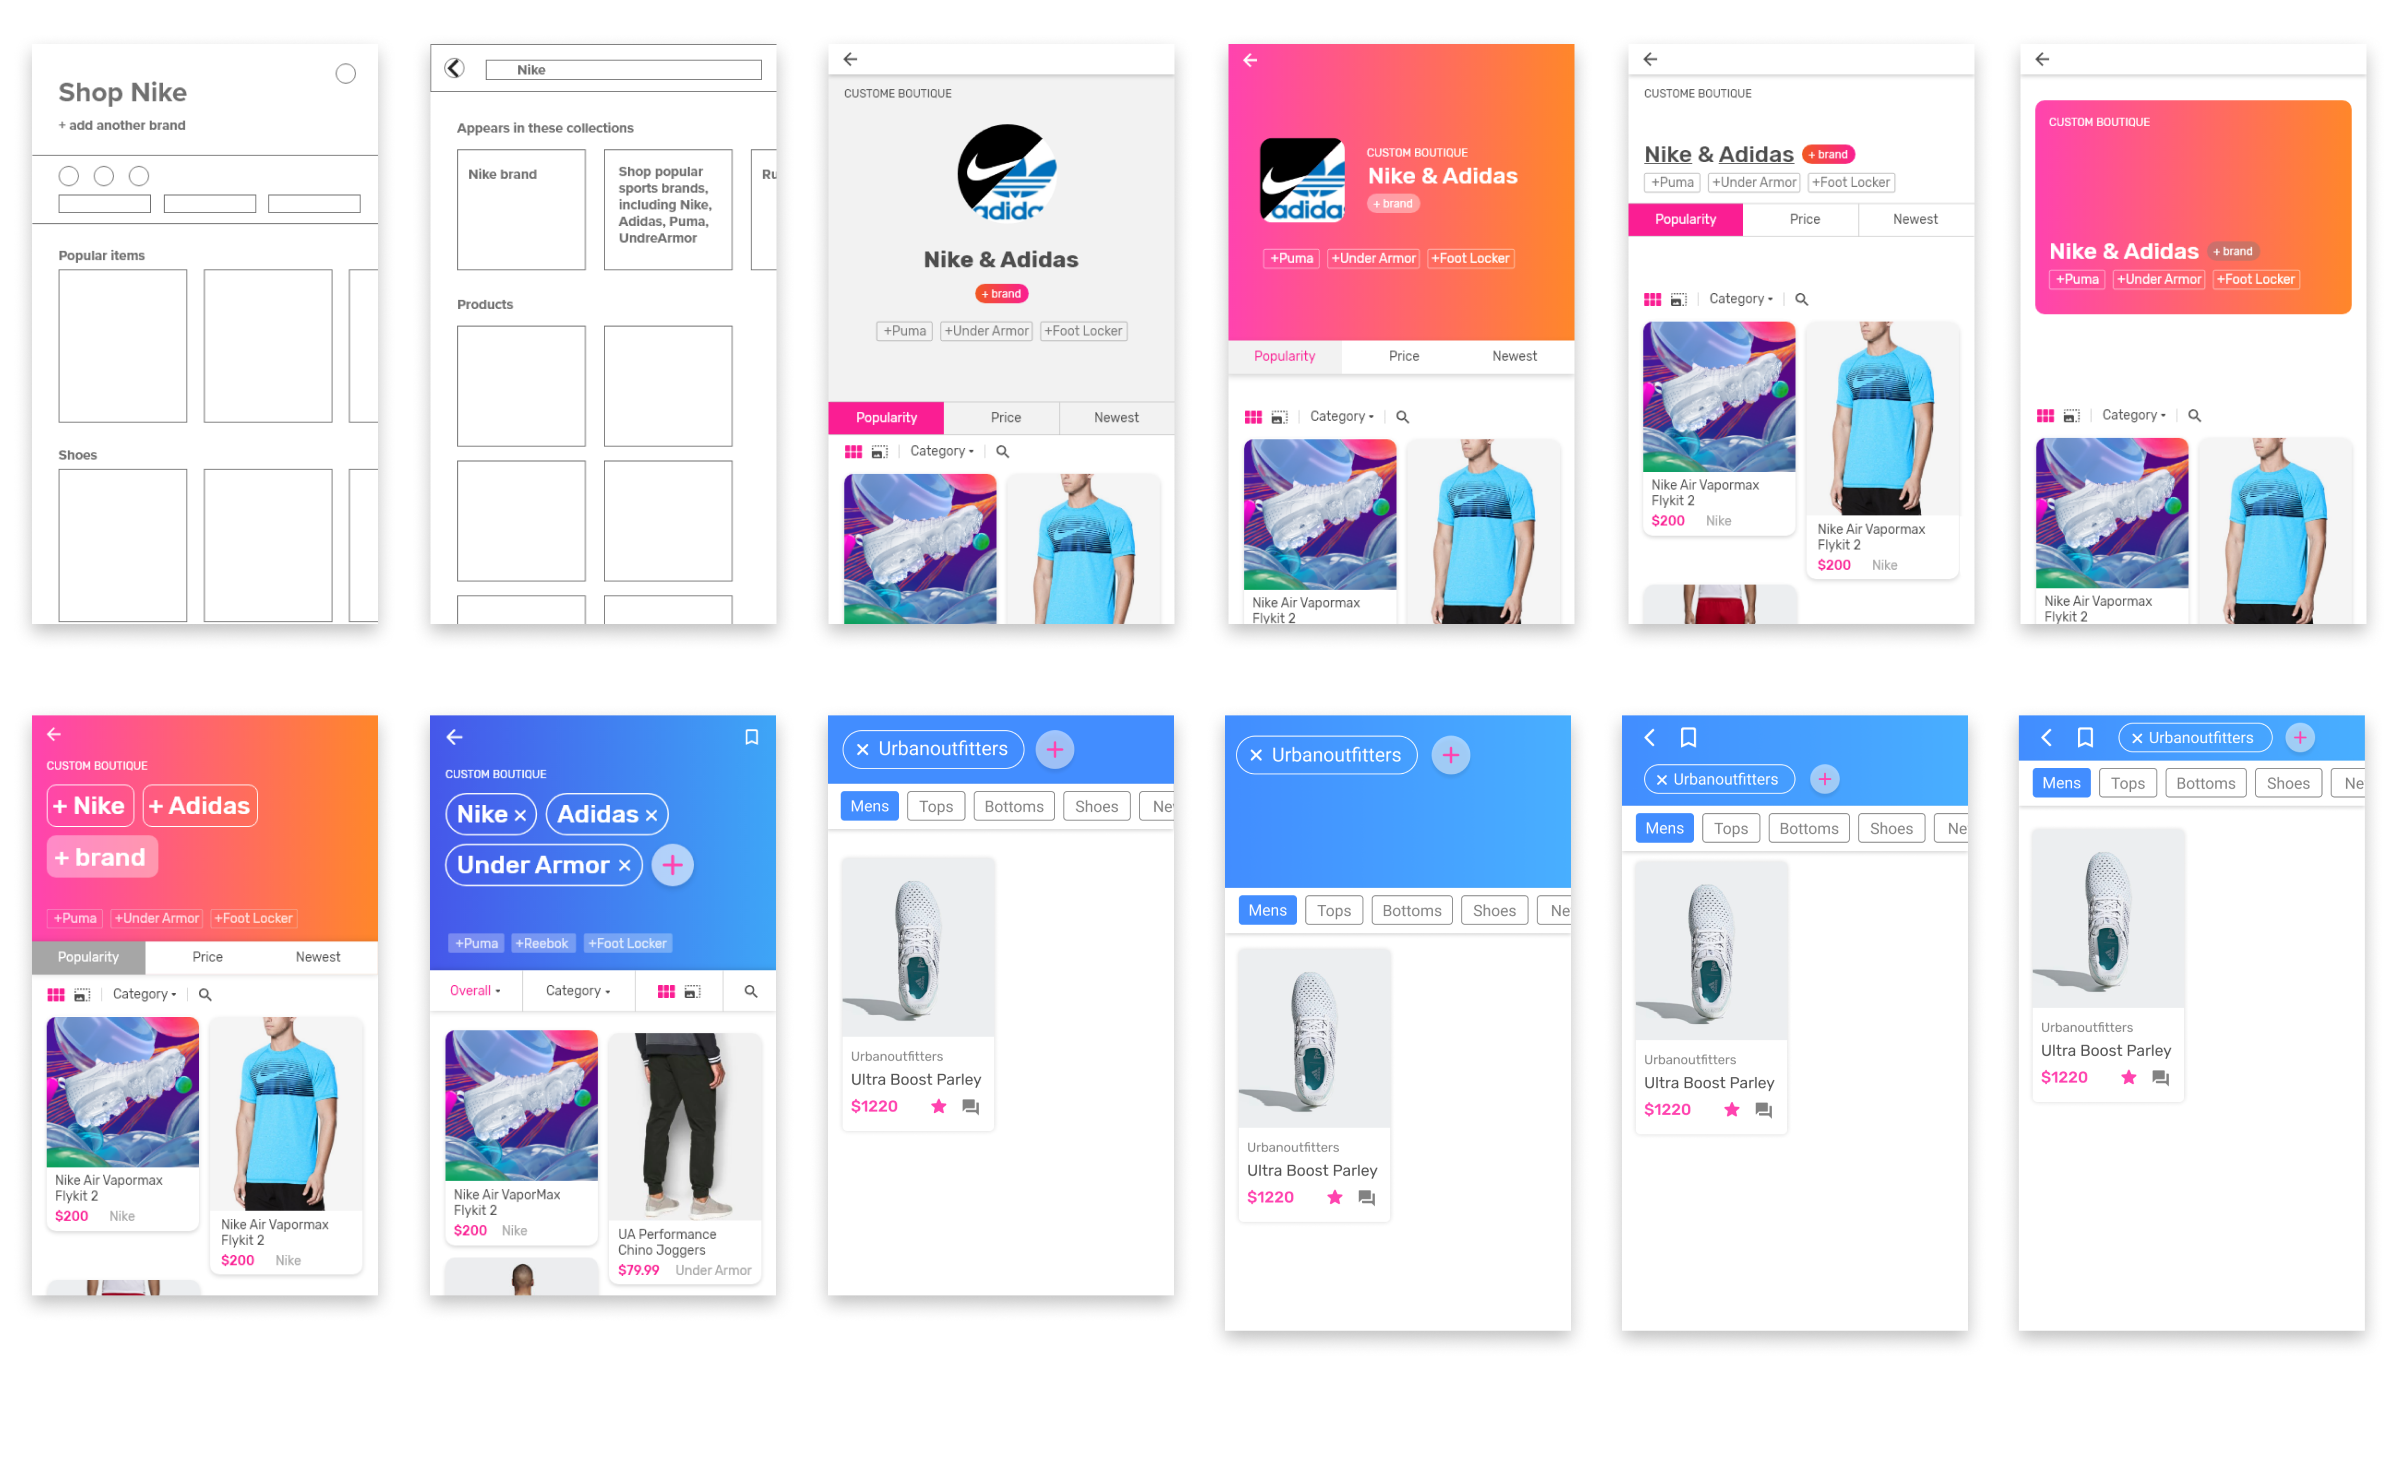 Shop Nike
+ add another brand
Popular items
Shoes
Nike
Appears in these collections
Nike brand
Shop popular
sports brands,
including Nike,
Adidas, Puma,
UndreArmor
Ru
Products
CUSTOME BOUTIQUE
adidc
Nike & Adidas
+ brand
+Puma +Under Armor +Foot Locker
Popularity Price Newest
Category
CUSTOM BOUTIQUE
Nike & Adidas
+ brand
adida
+Puma +Under Armor +Foot Locker
Popularity Price Newest
Category
Nike Air Vapormax
Flykit 2
CUSTOME BOUTIQUE
Nike & Adidas + brand
+Puma +Under Armor +Foot Locker
Popularity Price Newest
Category
Nike Air Vapormax
Flykit 2
$200 Nike
Nike Air Vapormax
Flykit 2
$200 Nike
CUSTOM BOUTIQUE
Nike & Adidas + brand
+Puma +Under Armor +Foot Locker
Category
Nike Air Vapormax
Flykit 2
CUSTOM BOUTIQUE
+ Nike + Adidas
+ brand
+Puma +Under Armor +Foot Locker
Popularity Price Newest
Category
Nike Air Vapormax
Flykit 2
$200 Nike
Nike Air Vapormax
Flykit 2
$200 Nike
CUSTOM BOUTIQUE
Nike × Adidas ×
Under Armor × +
+Puma +Reebok +Foot Locker
Overall Category
Nike Air VaporMax
Flykit 2
$200 Nike
UA Performance
Chino Joggers
$79.99 Under Armor
× Urbanoutfitters +
Mens Tops Bottoms Shoes Ne
Urbanoutfitters
Ultra Boost Parley
$1220
× Urbanoutfitters +
Mens Tops Bottoms Shoes Ne
Urbanoutfitters
Ultra Boost Parley
$1220
× Urbanoutfitters +
Mens Tops Bottoms Shoes Ne
Urbanoutfitters
Ultra Boost Parley
$1220
× Urbanoutfitters +
Mens Tops Bottoms Shoes Ne
Urbanoutfitters
Ultra Boost Parley
$1220